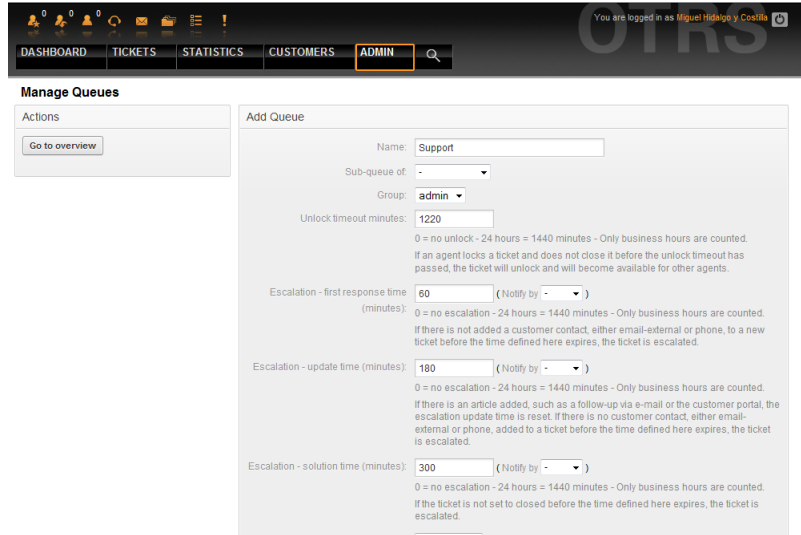 0 0 0
You are logged in as Miguel Hidalgo y Costilla
OTRS
DASHBOARD TICKETS STATISTICS CUSTOMERS ADMIN
Manage Queues
Actions
Go to overview
Add Queue
Name: Support
Sub-queue of: -
Group: admin
Unlock timeout minutes: 1220
0 = no unlock - 24 hours = 1440 minutes - Only business hours are counted.
If an agent locks a ticket and does not close it before the unlock timeout has
passed, the ticket will unlock and will become available for other agents.
Escalation - first response time
(minutes):
60 ( Notify by - )
0 = no escalation - 24 hours = 1440 minutes - Only business hours are counted.
If there is not added a customer contact, either email-external or phone, to a new
ticket before the time defined here expires, the ticket is escalated.
Escalation - update time (minutes): 180 ( Notify by - )
0 = no escalation - 24 hours = 1440 minutes - Only business hours are counted.
If there is an article added, such as a follow-up via e-mail or the customer portal, the
escalation update time is reset. If there is no customer contact, either email-
external or phone, added to a ticket before the time defined here expires, the ticket
is escalated.
Escalation - solution time (minutes): 300 ( Notify by - )
0 = no escalation - 24 hours = 1440 minutes - Only business hours are counted.
If the ticket is not set to closed before the time defined here expires, the ticket is
escalated.